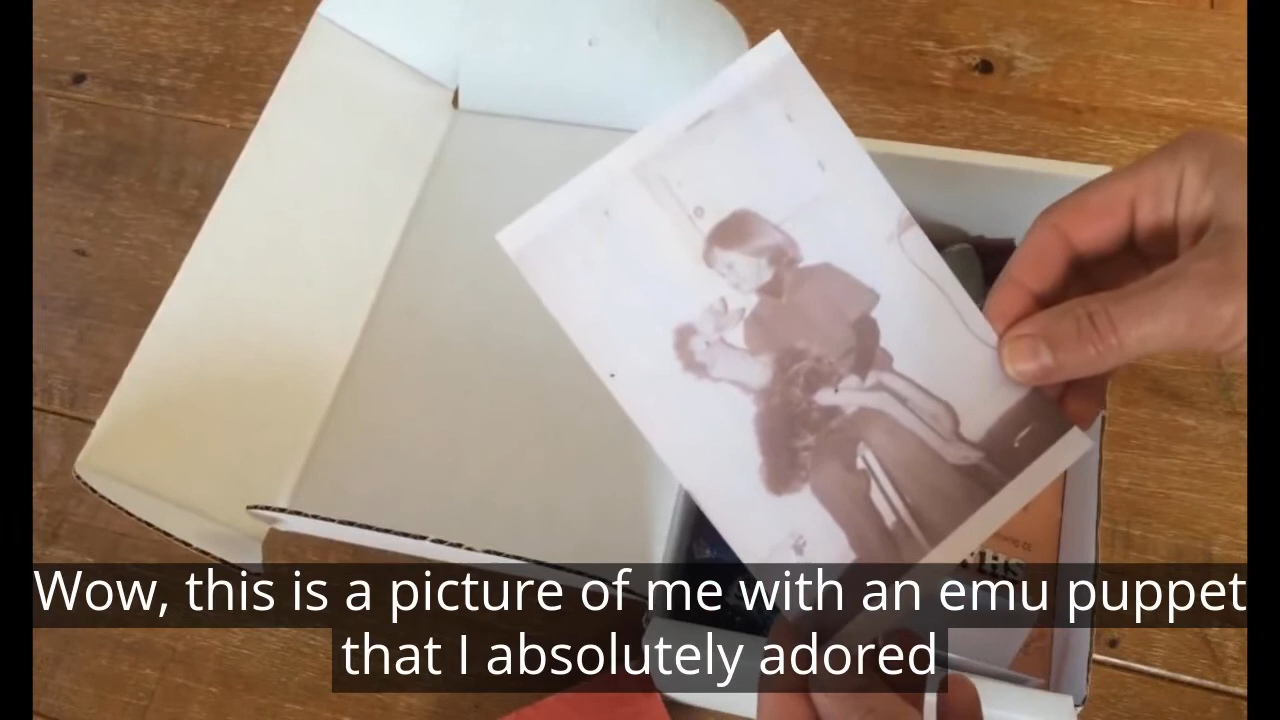 Wow, this is a picture of me with an emu puppet
that I absolutely adored